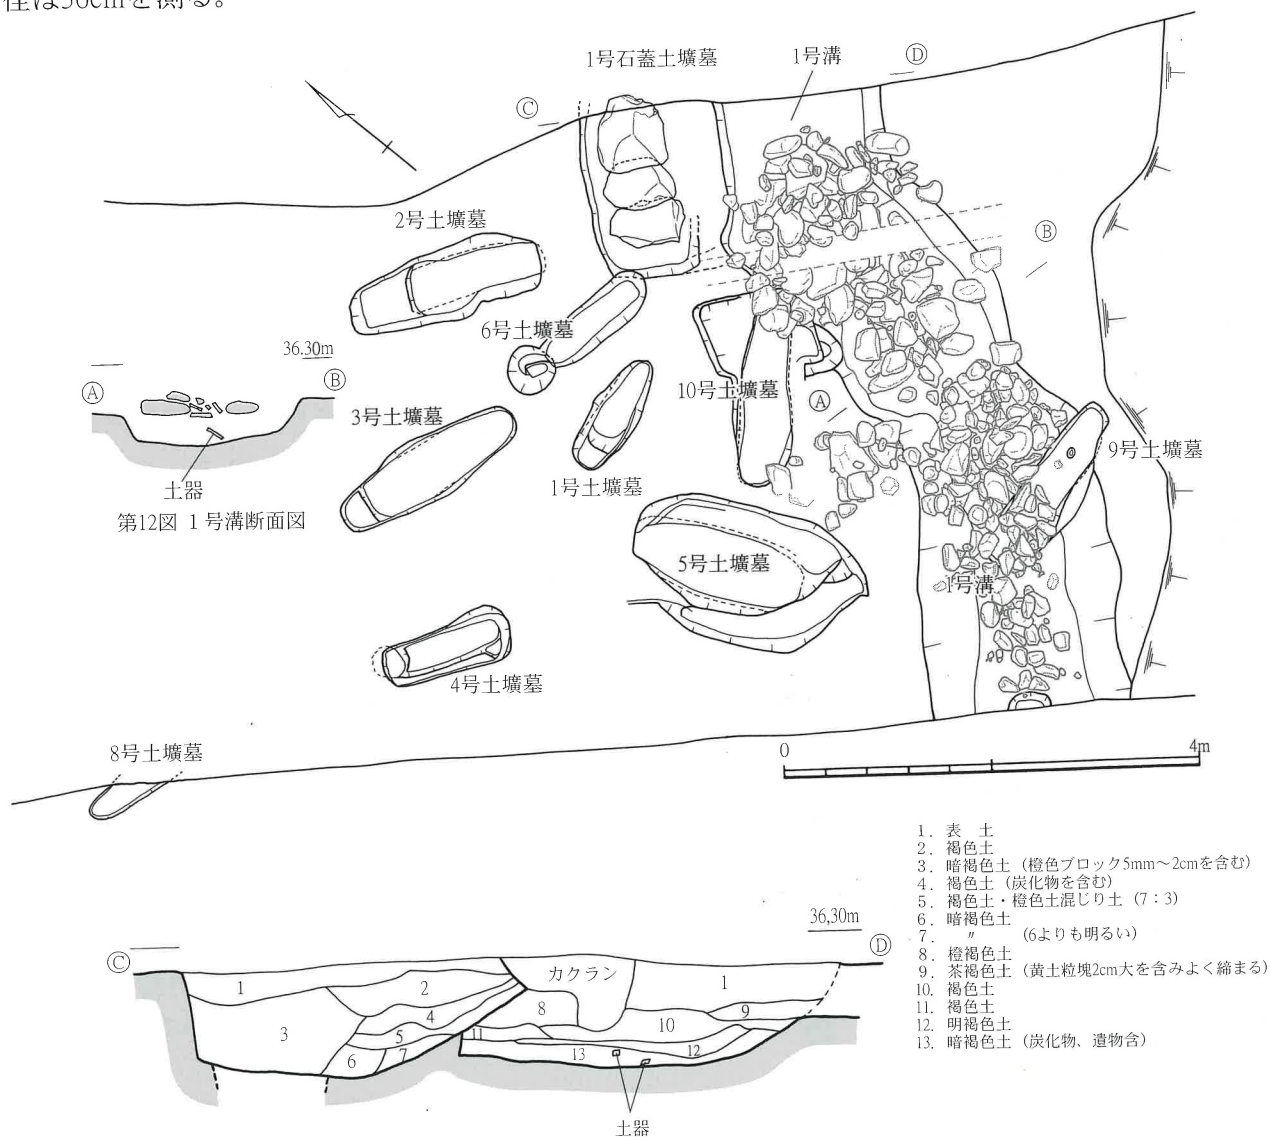 径は50cmを測る。
1号石蓋土壙墓
1号溝
Ⓓ
Ⓒ
2号土壙墓
Ⓑ
6号土壙墓
36.30m
Ⓐ
Ⓑ
10号土壙墓
Ⓐ
3号土壙墓
9号土壙墓
1号土壙墓
土器
第12図 1号溝断面図
5号土壙墓
1号溝
4号土壙墓
8号土壙墓
0
4m
1. 表 土
2. 褐色土
3. 暗褐色土（橙色ブロック5mm～2cmを含む）
4. 褐色土（炭化物を含む）
5. 褐色土・橙色土混じり土（7：3）
6. 暗褐色土
7. 〃 （6よりも明るい）
8. 橙褐色土
9. 茶褐色土（黄土粒塊2cm大を含みよく締まる）
10. 褐色土
11. 褐色土
12. 明褐色土
13. 暗褐色土（炭化物、遺物含）
36,30m
Ⓒ
Ⓓ
カクラン
1
2
1
3
4
8
9
5
10
11
6
7
13
12
土器